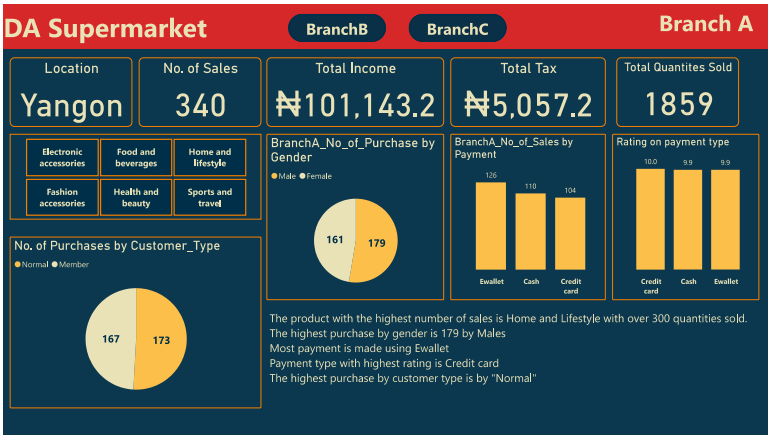 DA Supermarket
BranchB
BranchC
Branch A
Location
Yangon
No. of Sales
340
Total Income
₦101,143.2
Total Tax
₦5,057.2
Total Quantites Sold
1859
Electronic
accessories
Food and
beverages
Home and
lifestyle
Fashion
accessories
Health and
beauty
Sports and
travel
BranchA_No_of_Purchase by
Gender
Male Female
161
179
BranchA_No_of_Sales by
Payment
126
110
104
Ewallet
Cash
Credit
card
Rating on payment type
10.0
9.9
9.9
Credit
card
Cash
Ewallet
No. of Purchases by Customer_Type
Normal Member
167
173
The product with the highest number of sales is Home and Lifestyle with over 300 quantities sold.
The highest purchase by gender is 179 by Males
Most payment is made using Ewallet
Payment type with highest rating is Credit card
The highest purchase by customer type is by "Normal"